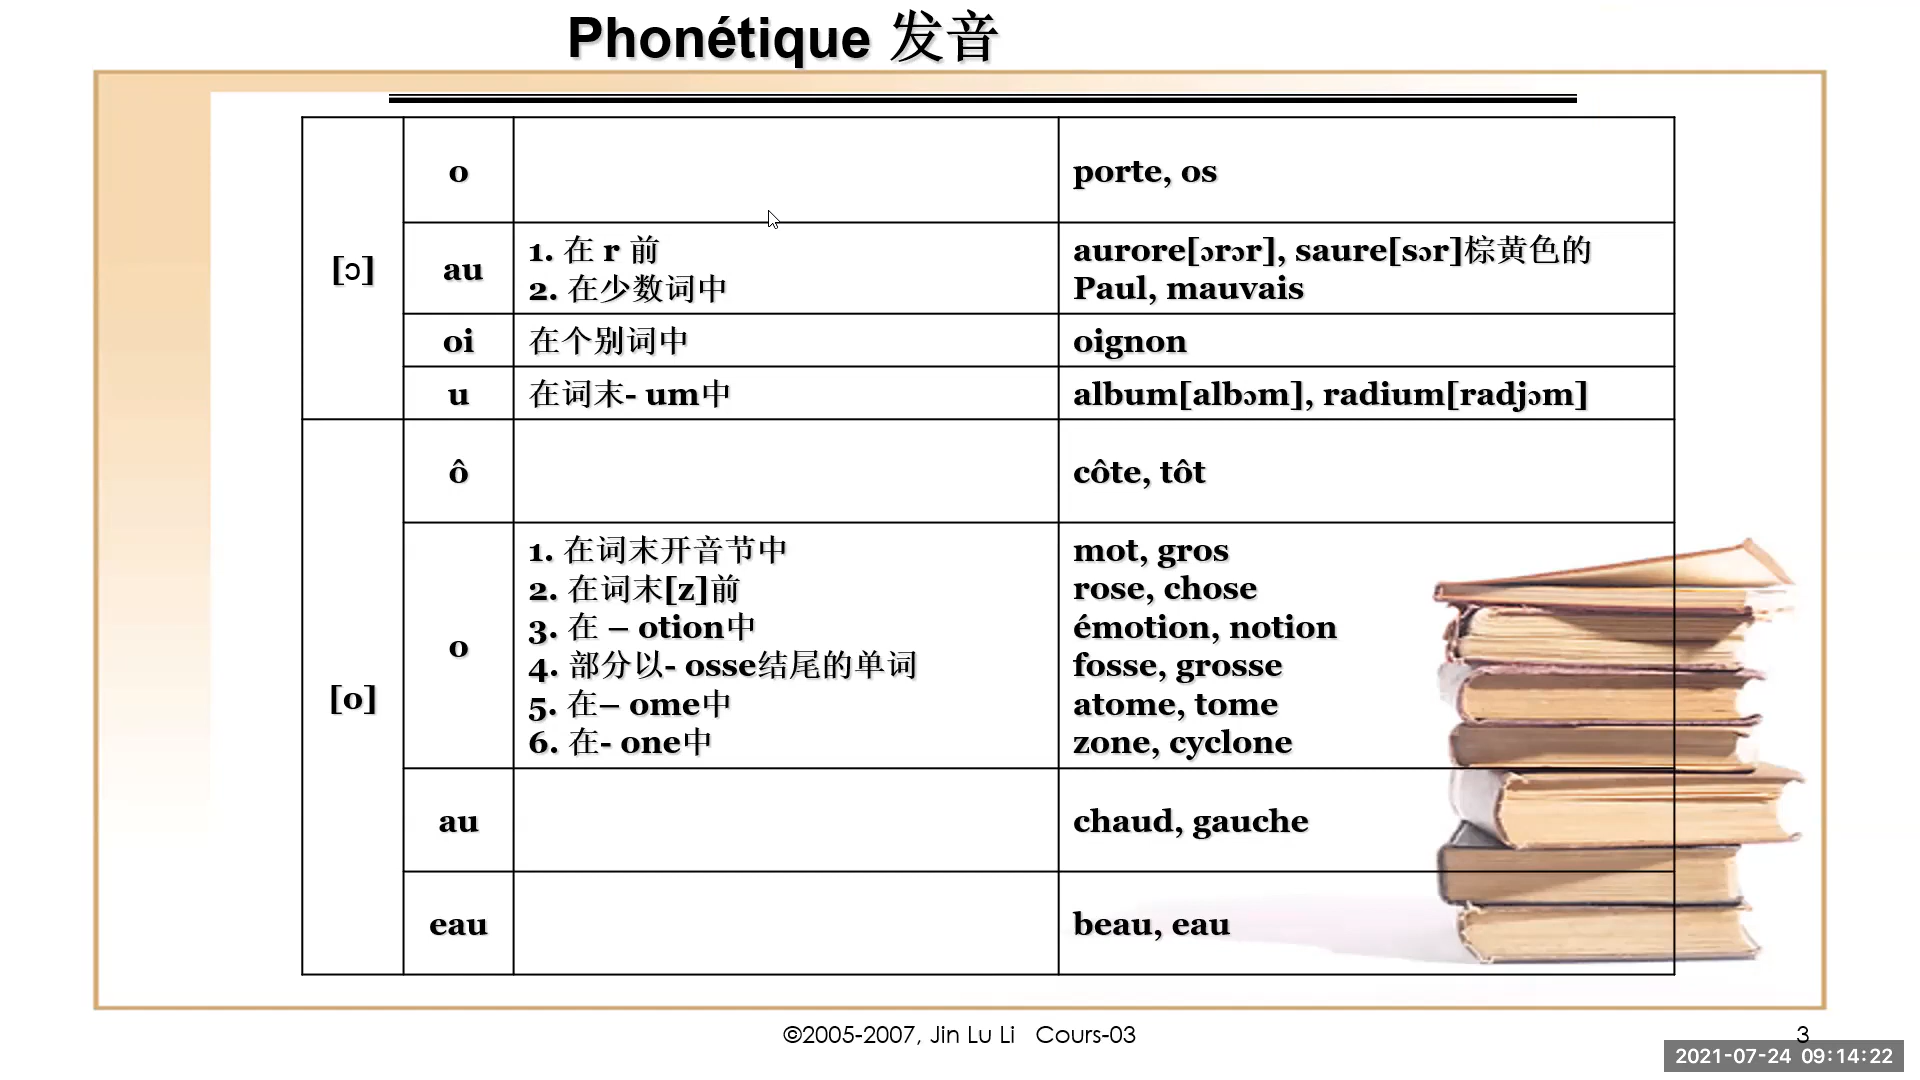 Phonétique 发音
[ɔ]
o
porte, os
au
1. 在 r 前
2. 在少数词中
aurore[ɔrɔr], saure[sɔr]棕黄色的
Paul, mauvais
oi
在个别词中
oignon
u
在词末- um中
album[albɔm], radium[radjɔm]
[o]
ô
côte, tôt
o
1. 在词末开音节中
2. 在词末[z]前
3. 在 – otion中
4. 部分以- osse结尾的单词
5. 在– ome中
6. 在- one中
mot, gros
rose, chose
émotion, notion
fosse, grosse
atome, tome
zone, cyclone
au
chaud, gauche
eau
beau, eau
©2005-2007, Jin Lu Li Cours-03
3
2021-07-24 09:14:22